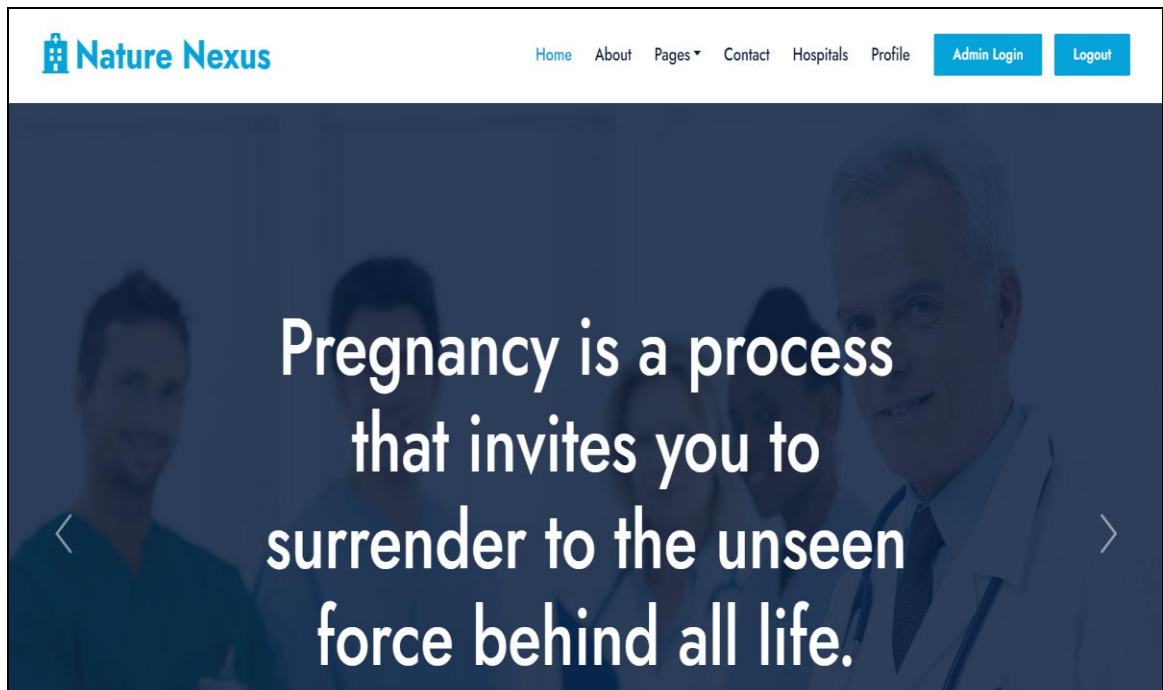 Nature Nexus
Home About Pages Contact Hospitals Profile Admin Login Logout
Pregnancy is a process
that invites you to
surrender to the unseen
force behind all life.